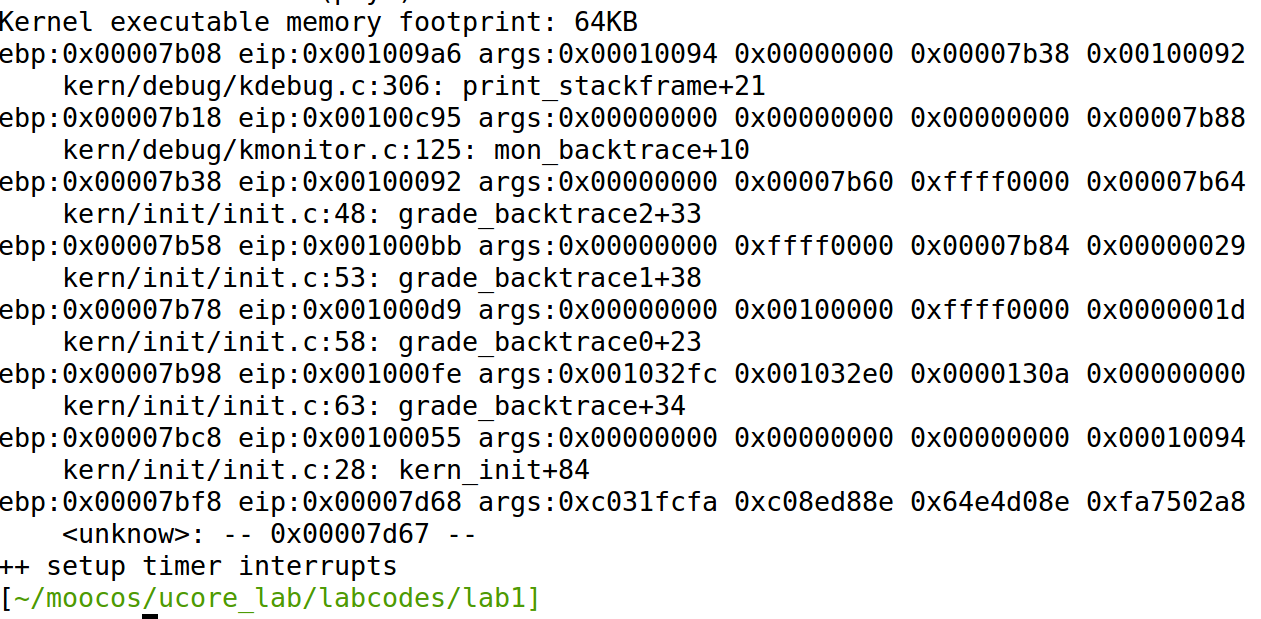 Kernel executable memory footprint: 64KB
ebp:0x00007b08 eip:0x001009a6 args:0x00010094 0x00000000 0x00007b38 0x00100092
    kern/debug/kdebug.c:306: print_stackframe+21
ebp:0x00007b18 eip:0x00100c95 args:0x00000000 0x00000000 0x00000000 0x00007b88
    kern/debug/kmonitor.c:125: mon_backtrace+10
ebp:0x00007b38 eip:0x00100092 args:0x00000000 0x00007b60 0xffff0000 0x00007b64
    kern/init/init.c:48: grade_backtrace2+33
ebp:0x00007b58 eip:0x001000bb args:0x00000000 0xffff0000 0x00007b84 0x00000029
    kern/init/init.c:53: grade_backtrace1+38
ebp:0x00007b78 eip:0x001000d9 args:0x00000000 0x00100000 0xffff0000 0x0000001d
    kern/init/init.c:58: grade_backtrace0+23
ebp:0x00007b98 eip:0x001000fe args:0x001032fc 0x001032e0 0x0000130a 0x00000000
    kern/init/init.c:63: grade_backtrace+34
ebp:0x00007bc8 eip:0x00100055 args:0x00000000 0x00000000 0x00000000 0x00010094
    kern/init/init.c:28: kern_init+84
ebp:0x00007bf8 eip:0x00007d68 args:0xc031fcfa 0xc08ed88e 0x64e4d08e 0xfa7502a8
    <unknow>: -- 0x00007d67 --
++ setup timer interrupts
[~/moocos/ucore_lab/labcodes/lab1]